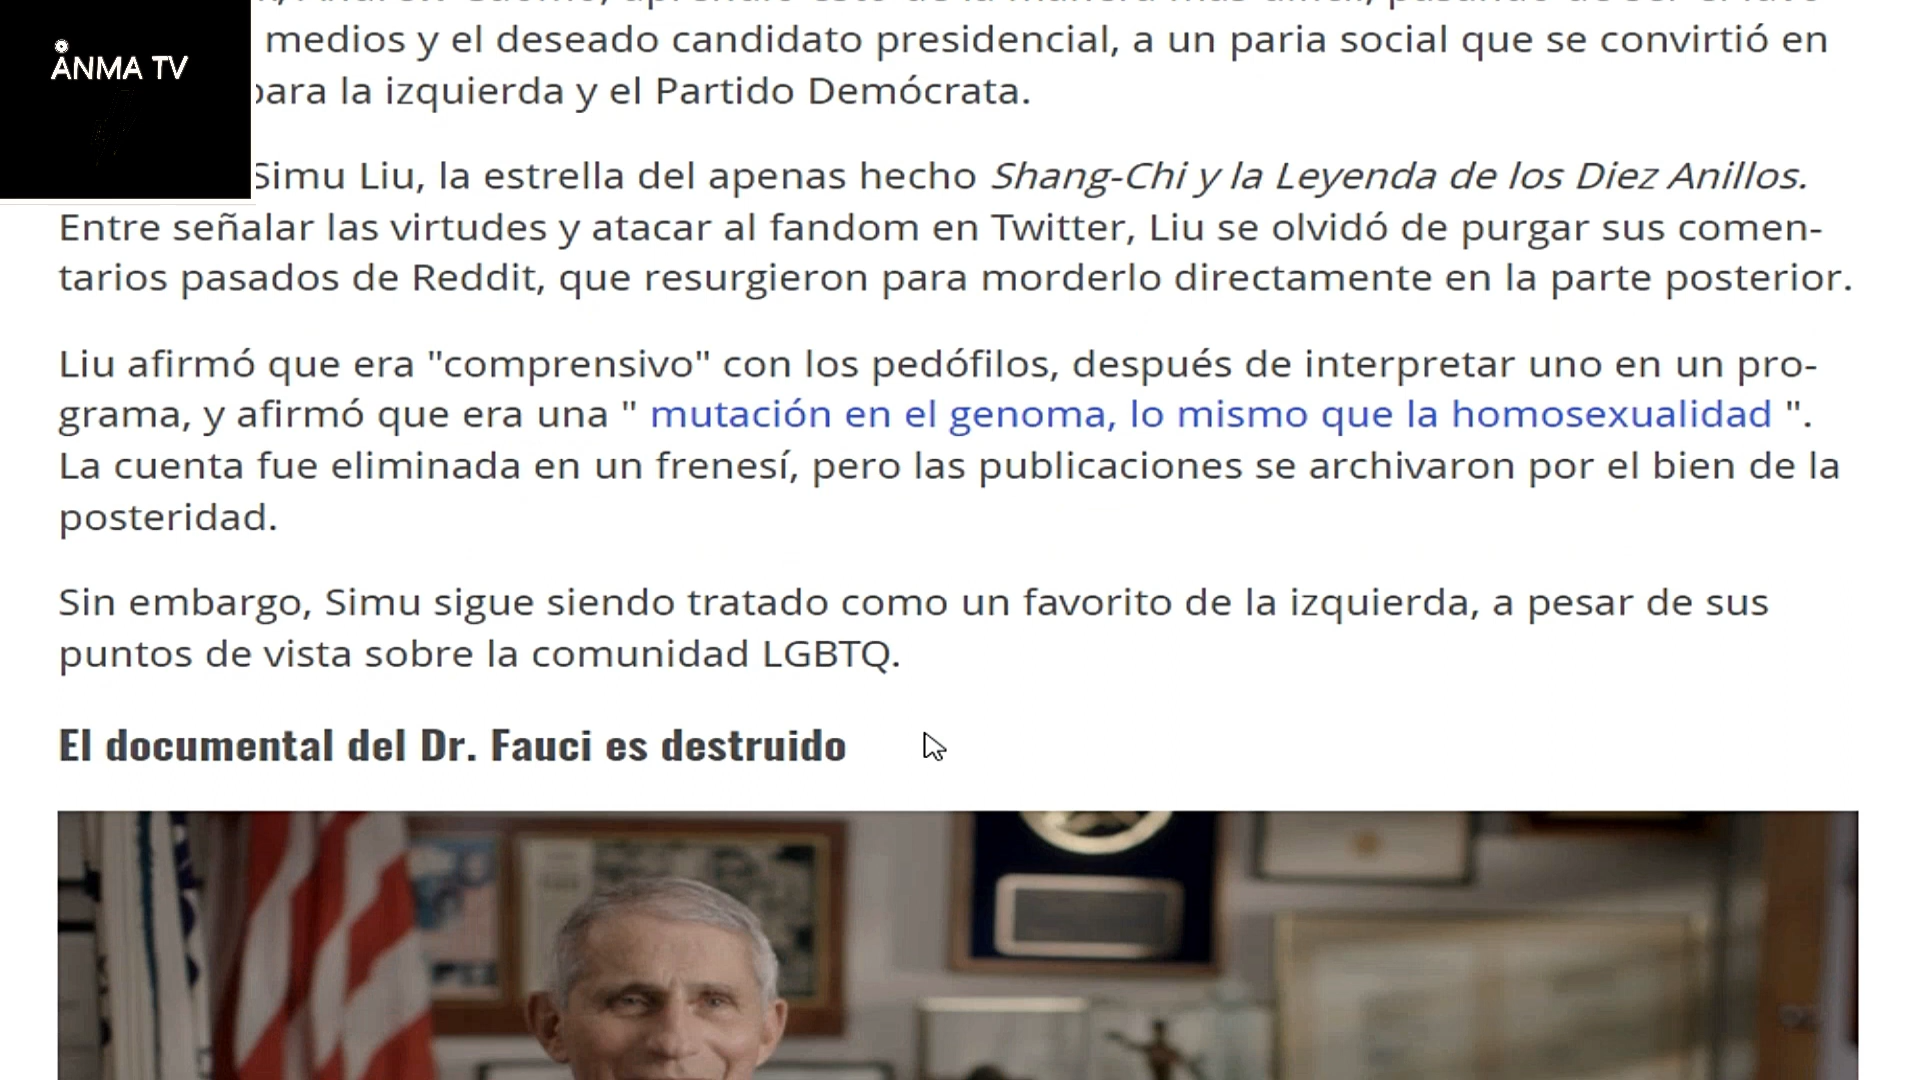 ÅNMA TV
medios y el deseado candidato presidencial, a un paria social que se convirtió en
para la izquierda y el Partido Demócrata.
Simu Liu, la estrella del apenas hecho Shang-Chi y la Leyenda de los Diez Anillos.
Entre señalar las virtudes y atacar al fandom en Twitter, Liu se olvidó de purgar sus comen-
tarios pasados de Reddit, que resurgieron para morderlo directamente en la parte posterior.
Liu afirmó que era "comprensivo" con los pedófilos, después de interpretar uno en un pro-
grama, y afirmó que era una " mutación en el genoma, lo mismo que la homosexualidad ".
La cuenta fue eliminada en un frenesí, pero las publicaciones se archivaron por el bien de la
posteridad.
Sin embargo, Simu sigue siendo tratado como un favorito de la izquierda, a pesar de sus
puntos de vista sobre la comunidad LGBTQ.
El documental del Dr. Fauci es destruido